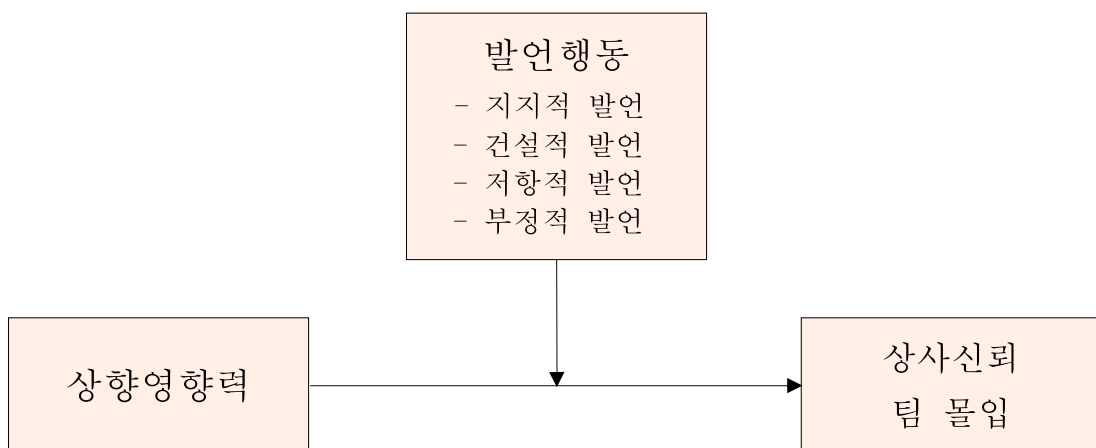 발언행동
- 지지적 발언
- 건설적 발언
- 저항적 발언
- 부정적 발언
상향영향력
상사신뢰
팀 몰입